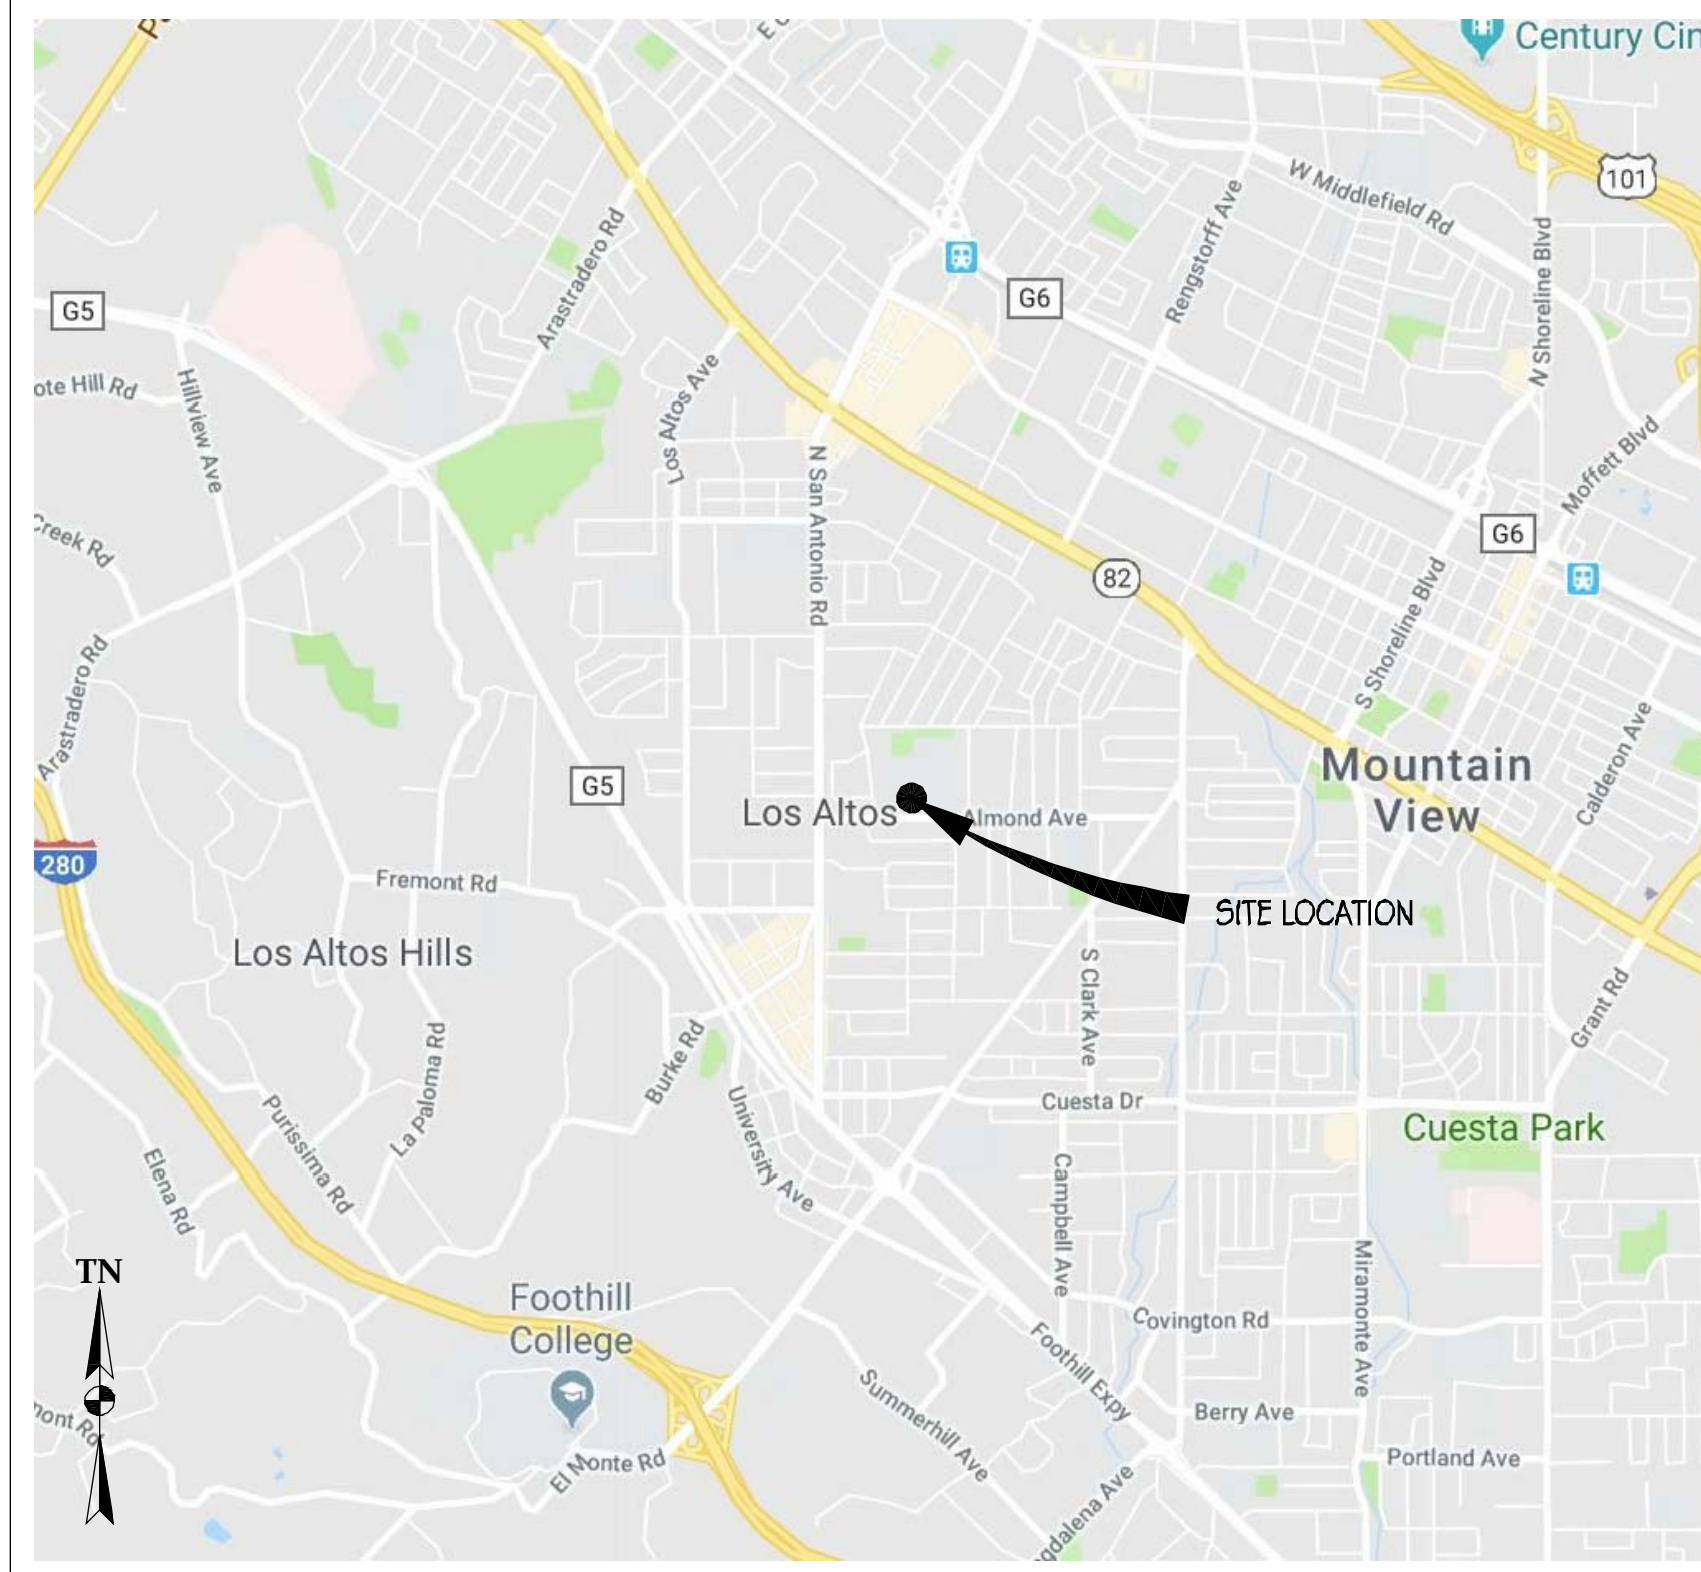 Century Cin
101
W Middlefield Rd
Rengstorff Ave
N Shoreline Blvd
Arastradero Rd
G5
G6
ote Hill Rd
Hillview Ave
Los Altos Ave
N San Antonio Rd
Moffett Blvd
Creek Rd
G6
82
S Shoreline Blvd
Arastradero Rd
G5
Los Altos
Almond Ave
Mountain
View
Calderon Ave
280
Fremont Rd
SITE LOCATION
Los Altos Hills
S Clark Ave
Grant Rd
Burke Rd
La Paloma Rd
University Ave
Cuesta Dr
Cuesta Park
Purissima Rd
Elena Rd
Campbell Ave
TN
Foothill
College
Miramonte Ave
Covington Rd
Foothill Expy
Summerhill Ave
Berry Ave
mont Rd
El Monte Rd
Portland Ave
gdalena Ave